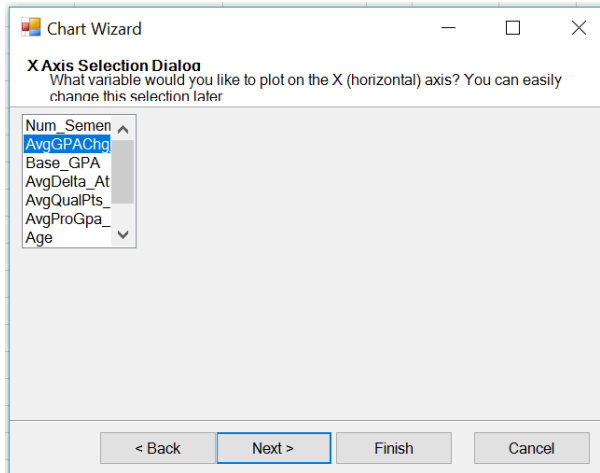 Chart Wizard
X Axis Selection Dialog
What variable would you like to plot on the X (horizontal) axis? You can easily
change this selection later
Num_Semen
AvgGPAChg
Base_GPA
AvgDelta_At
AvgQualPts_
AvgProGpa_
Age
< Back
Next >
Finish
Cancel